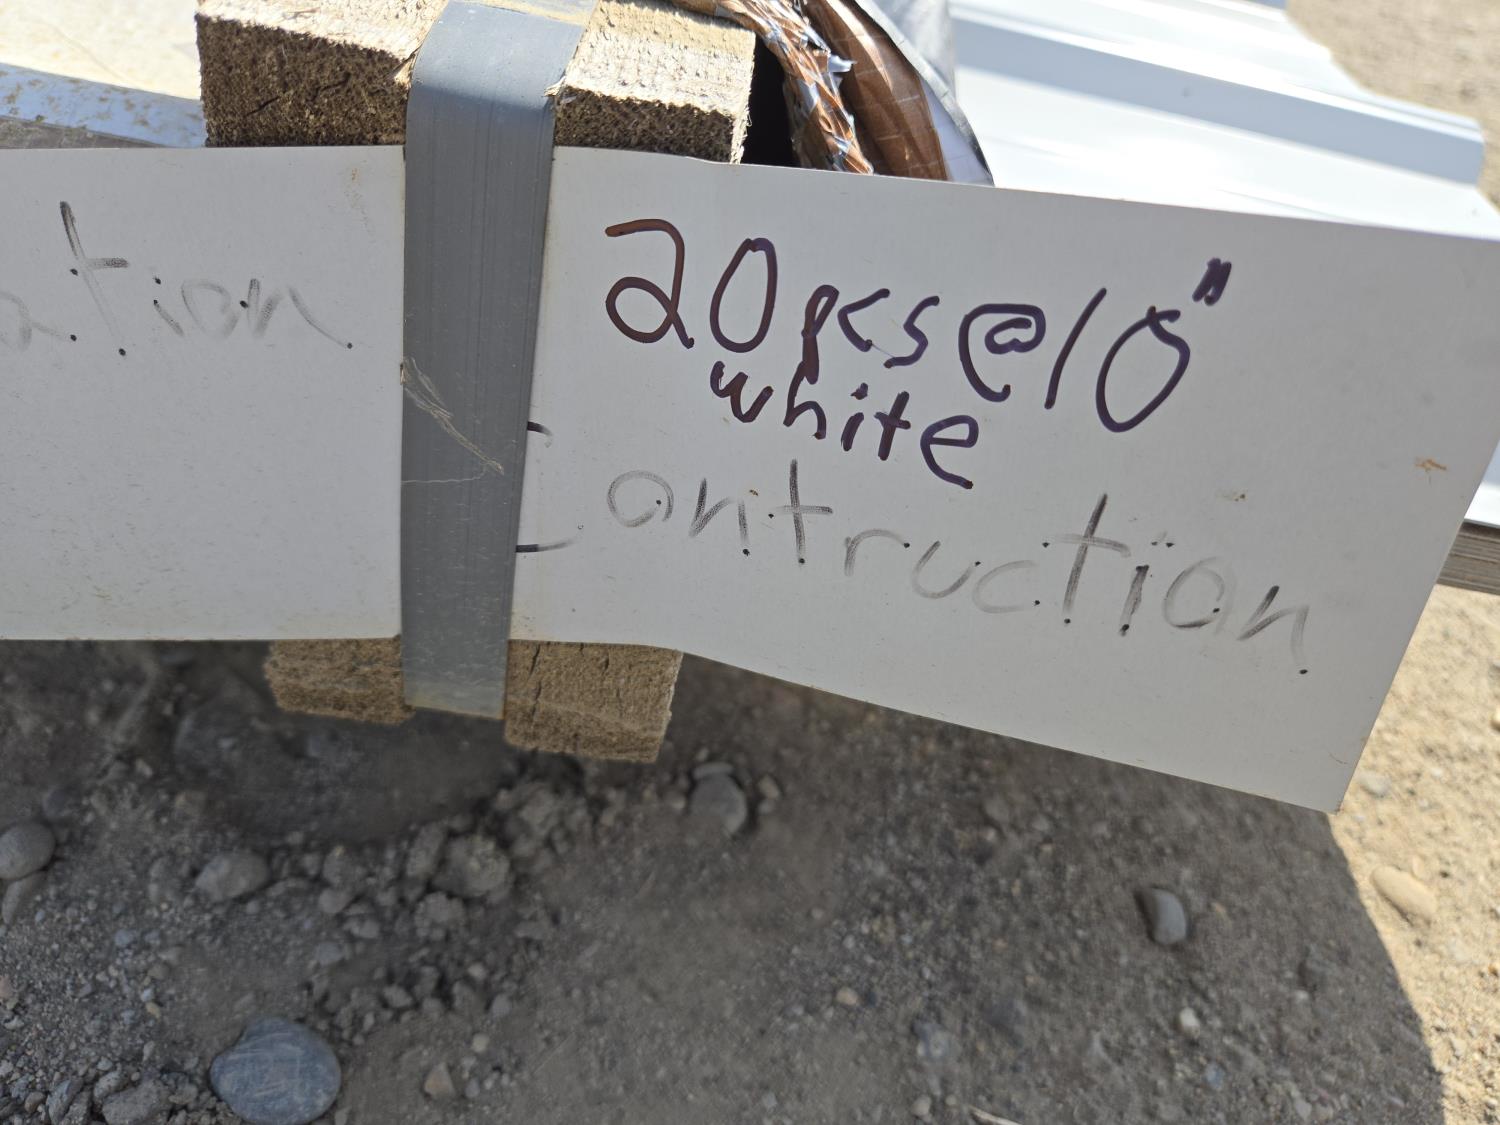 20pcs@10"
white
Contruction
ation